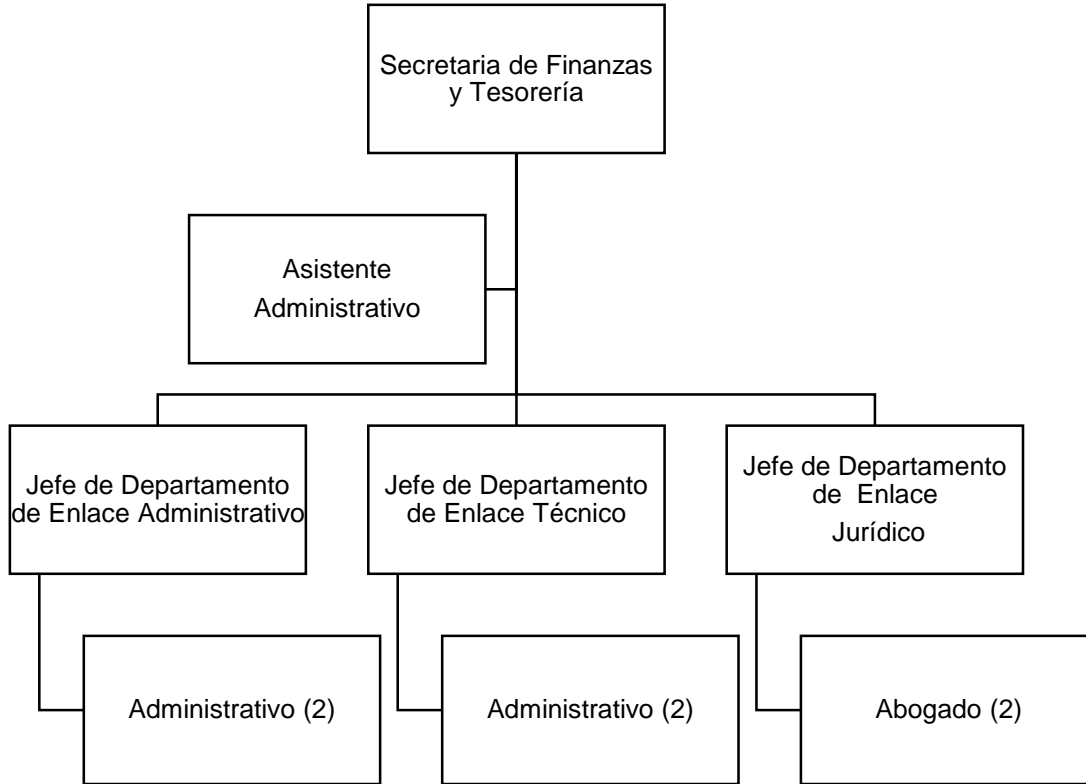 Secretaria de Finanzas
y Tesorería
Asistente
Administrativo
Jefe de Departamento
de Enlace Administrativo
Jefe de Departamento
de Enlace Técnico
Jefe de Departamento
de Enlace
Jurídico
Administrativo (2)
Administrativo (2)
Abogado (2)